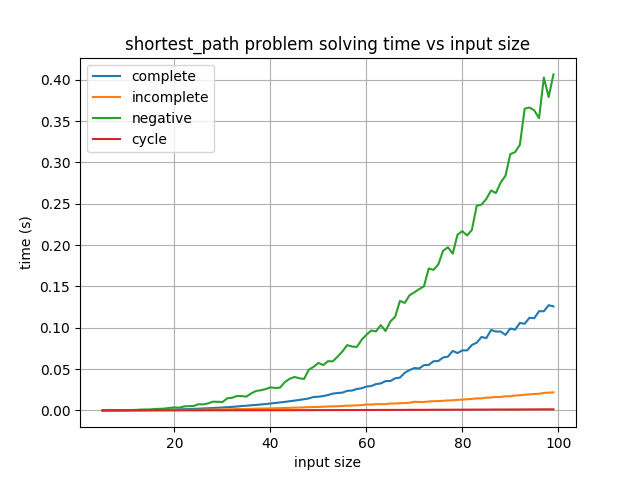 shortest_path problem solving time vs input size
complete
incomplete
negative
cycle
0.40
0.35
0.30
0.25
0.20
0.15
0.10
0.05
0.00
time (s)
20 40 60 80 100
input size